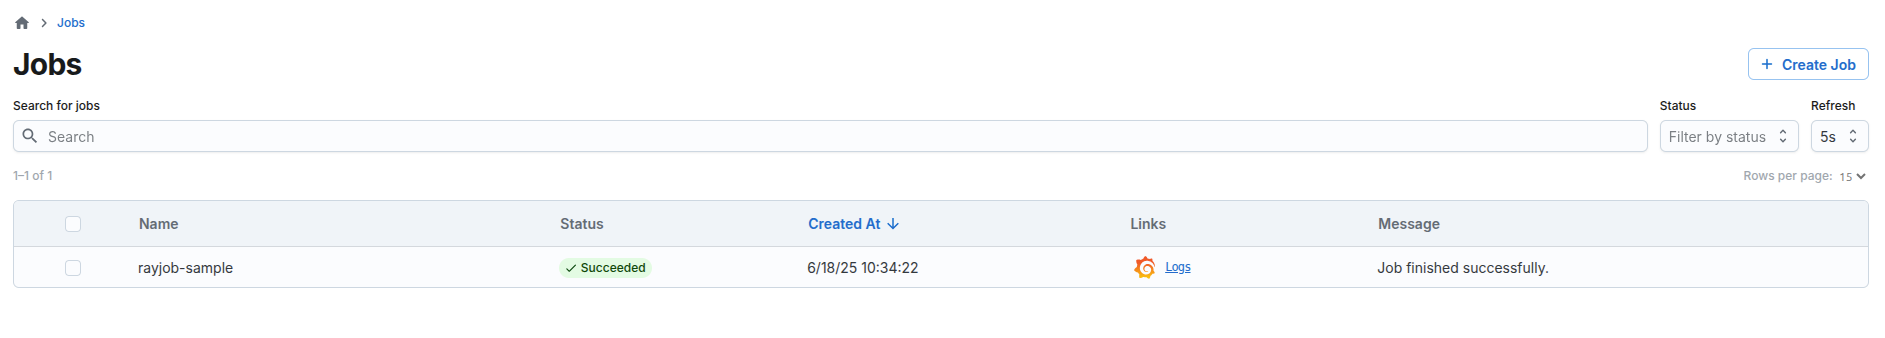 Jobs
Jobs
+ Create Job
Search for jobs
Status
Refresh
Search
Filter by status
5s
1–1 of 1
Rows per page: 15
Name Status Created At Links Message
rayjob-sample Succeeded 6/18/25 10:34:22 Logs Job finished successfully.